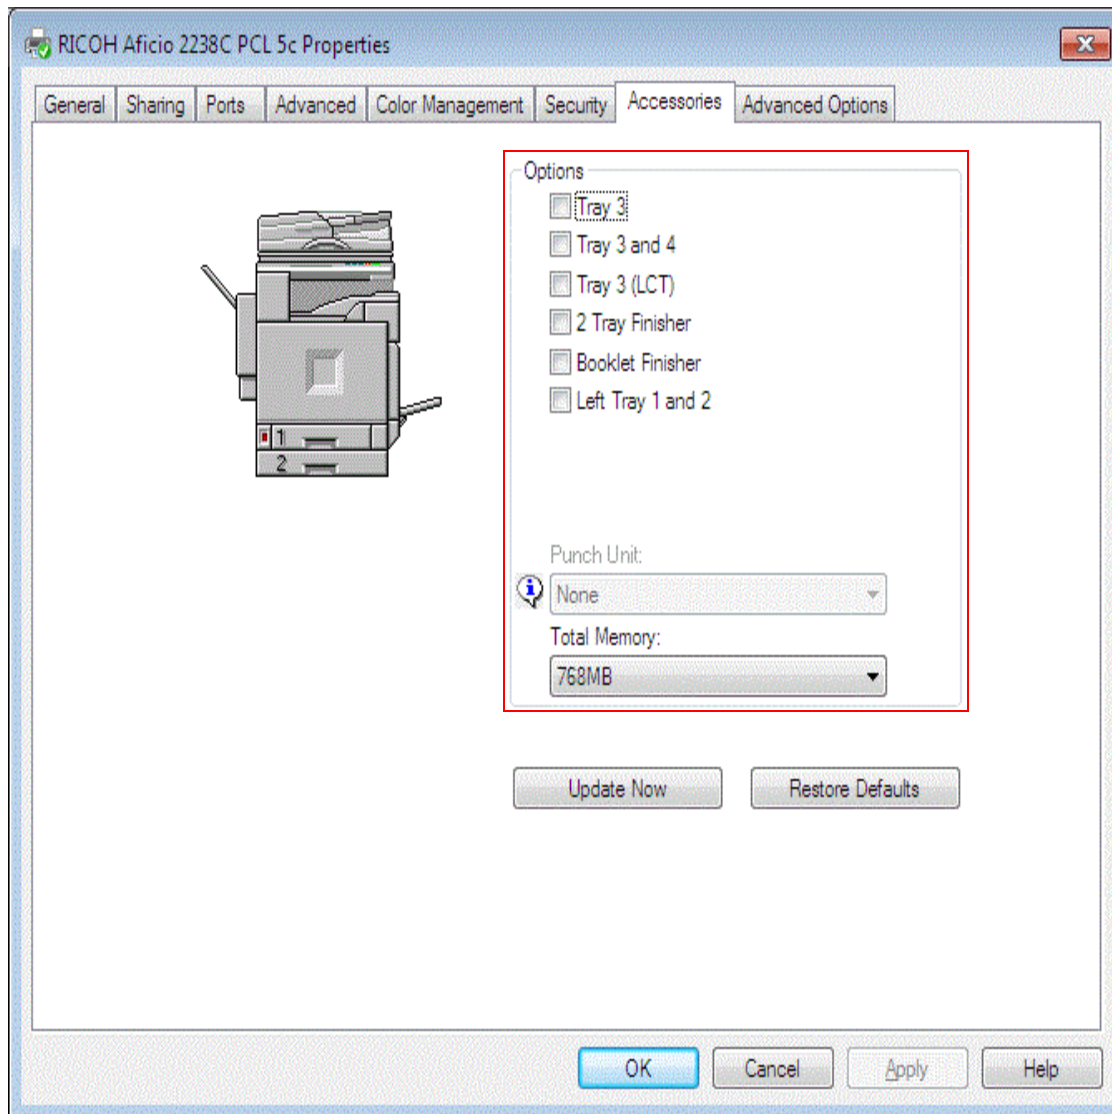 RICOH Aficio 2238C PCL 5c Properties
General Sharing Ports Advanced Color Management Security Accessories Advanced Options
Options
Tray 3
Tray 3 and 4
Tray 3 (LCT)
2 Tray Finisher
Booklet Finisher
Left Tray 1 and 2
1
2
Punch Unit:
None
Total Memory:
768MB
Update Now Restore Defaults
OK Cancel Apply Help